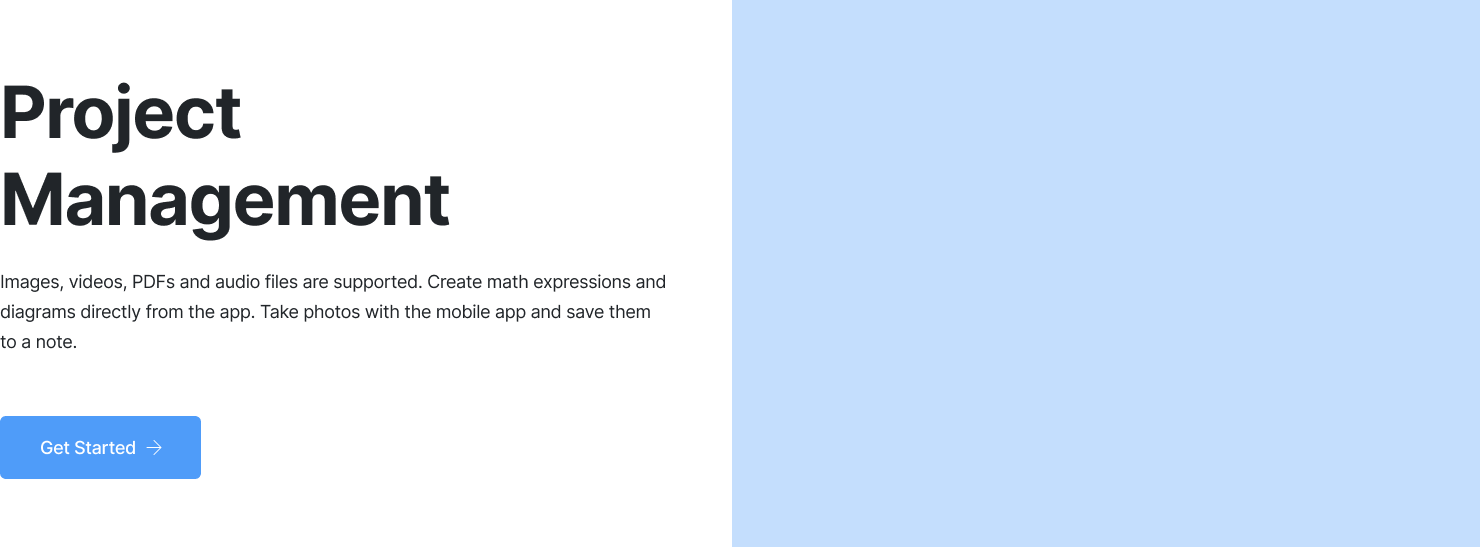 Project
Management
Images, videos, PDFs and audio files are supported. Create math expressions and
diagrams directly from the app. Take photos with the mobile app and save them
to a note.
Get Started